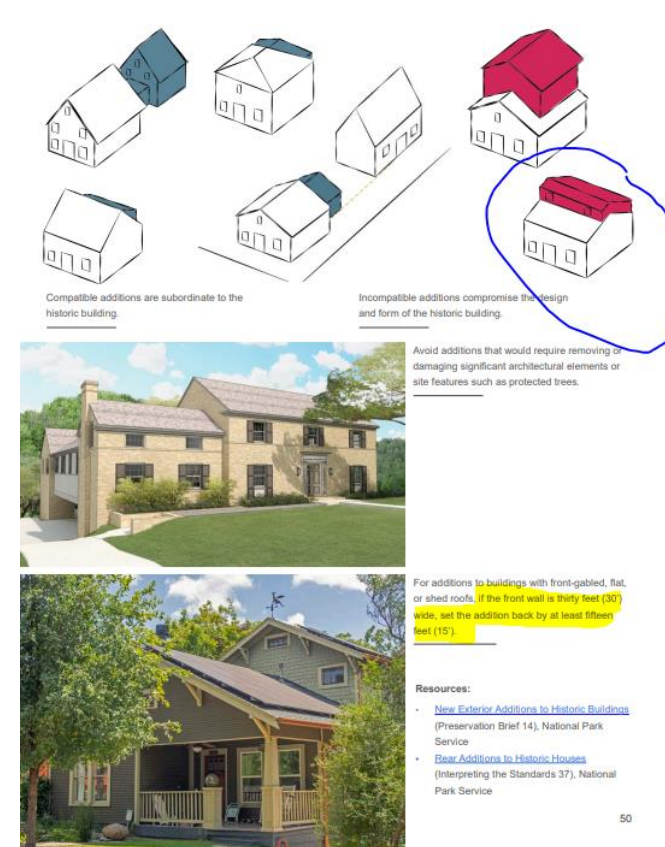 Compatible additions are subordinate to the
historic building.
Incompatible additions compromise the design
and form of the historic building.
Avoid additions that would require removing or
damaging significant architectural elements or
site features such as protected trees.
For additions to buildings with front-gabled, flat,
or shed roofs, if the front wall is thirty feet (30')
wide, set the addition back by at least fifteen
feet (15').
Resources:
• New Exterior Additions to Historic Buildings
(Preservation Brief 14), National Park
Service
• Rear Additions to Historic Houses
(Interpreting the Standards 37), National
Park Service
50